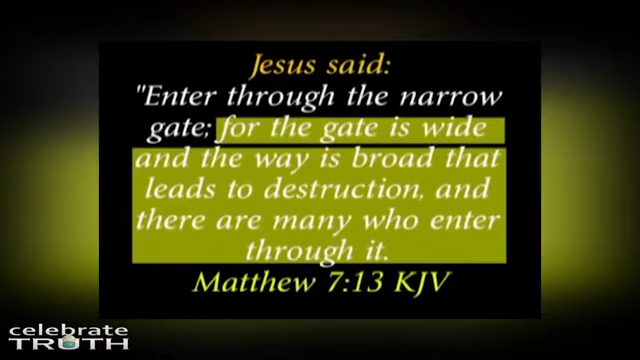 Jesus said:
"Enter through the narrow
gate; for the gate is wide
and the way is broad that
leads to destruction, and
there are many who enter
through it.
Matthew 7:13 KJV
celebrate
TRUTH